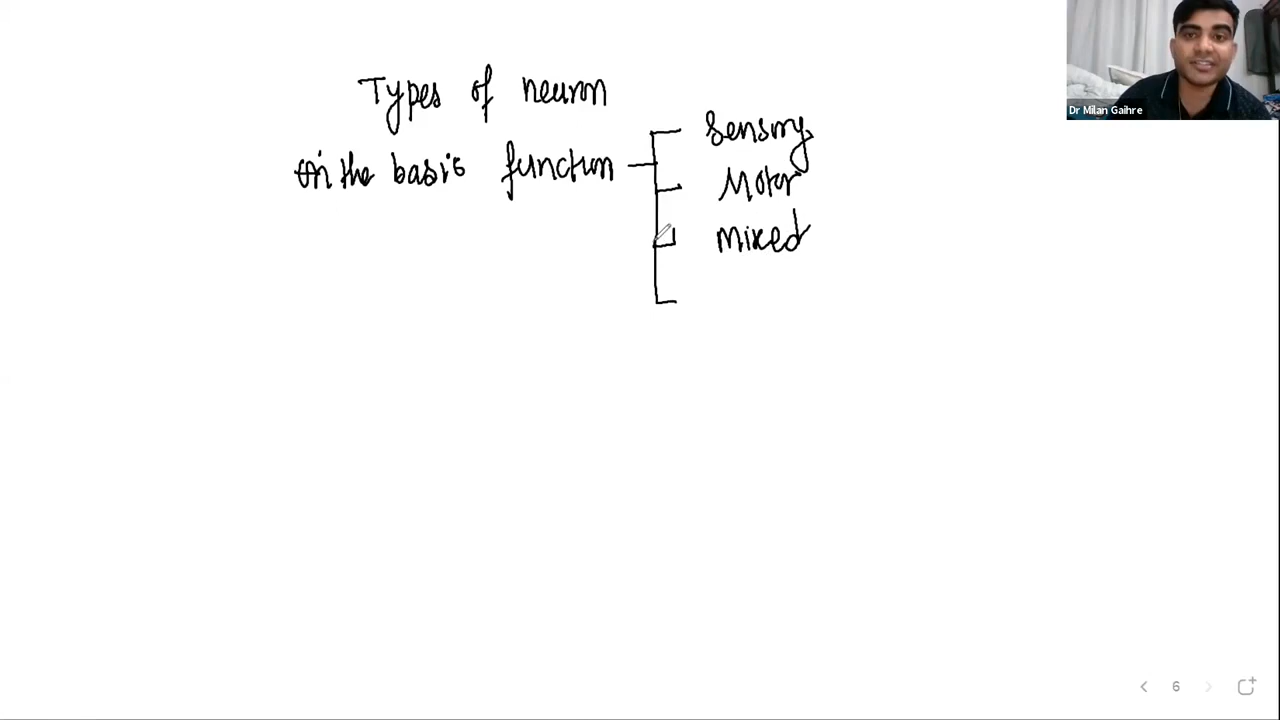 Types of neuron
on the basis function
Sensory
Motor
mixed
Dr Milan Gaihre
6